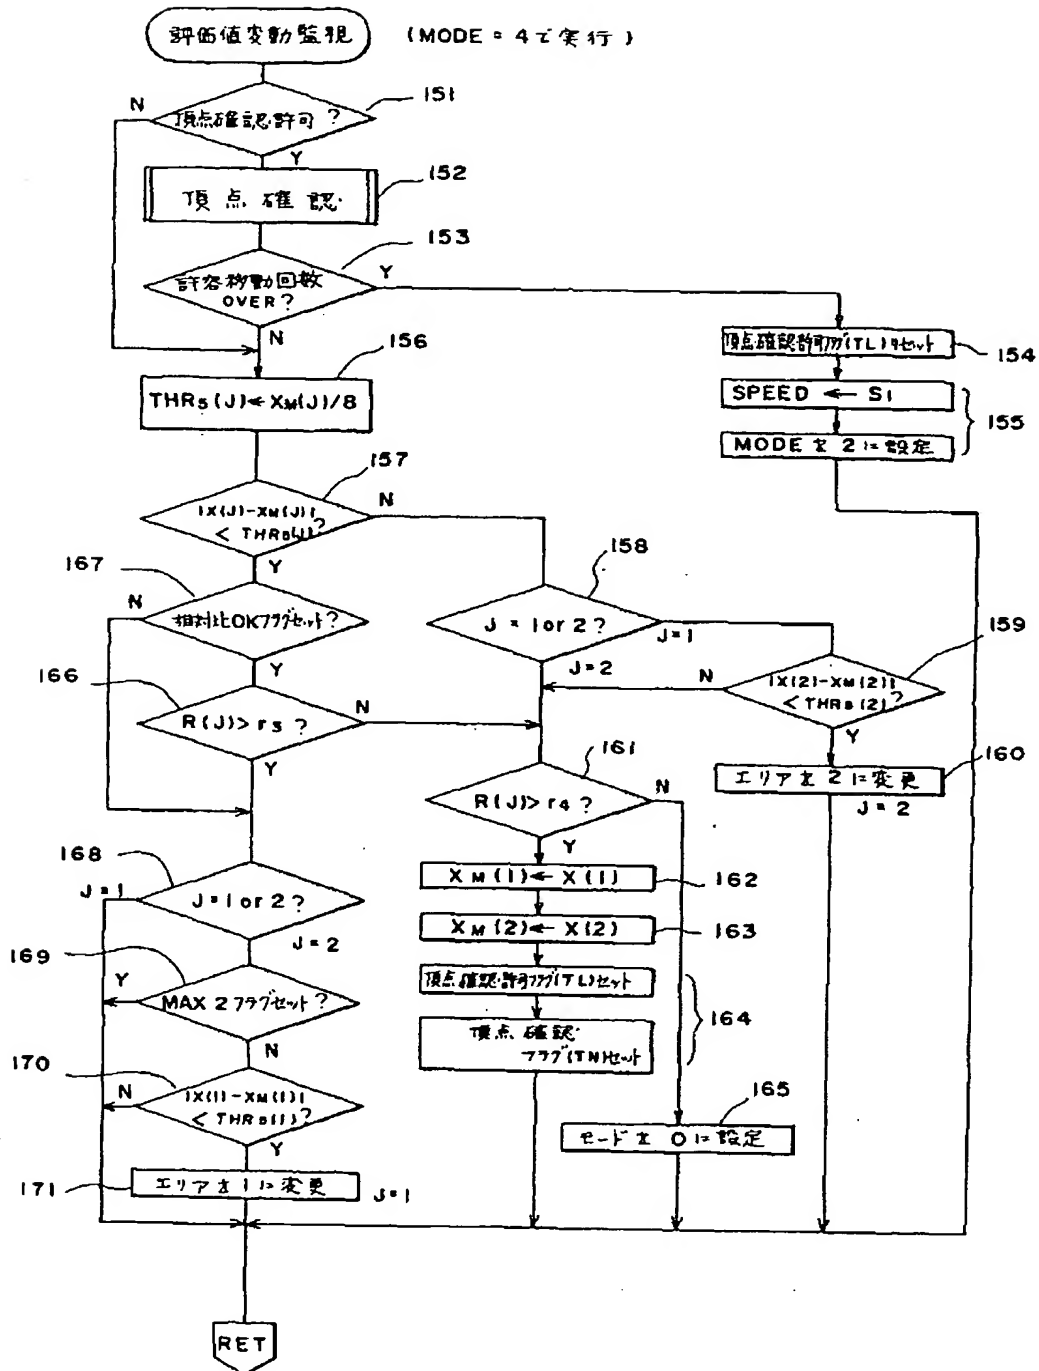 評価値変動監視 (MODE = 4で実行)
151
N
頂点確認許可?
Y
152
頂点確認
153
許容移動回数
OVER?
Y
N
頂点確認許可フラグ(TL)リセット
154
156
THR5(J)←XM(J)/8
SPEED ← S1
155
MODEを2に設定
157
|X(J)-XM(J)|
< THR5(J)?
N
Y
158
167
N
相対比OKフラグセット?
Y
J = 1 or 2?
J=1
J=2
159
|X(2)-XM(2)|
< THR5(2)?
N
Y
166
R(J)>r3?
N
Y
161
R(J)>r4?
N
Y
エリアを2に変更
160
J=2
168
J=1
J=1 or 2?
J=2
XM(1)←X(1)
162
XM(2)←X(2)
163
169
Y
MAX2フラグセット?
N
頂点確認許可フラグ(TL)セット
頂点確認
フラグ(TN)セット
164
170
N
|X(1)-XM(1)|
< THR5(1)?
Y
165
モードを0に設定
171
エリアを1に変更
J=1
RET